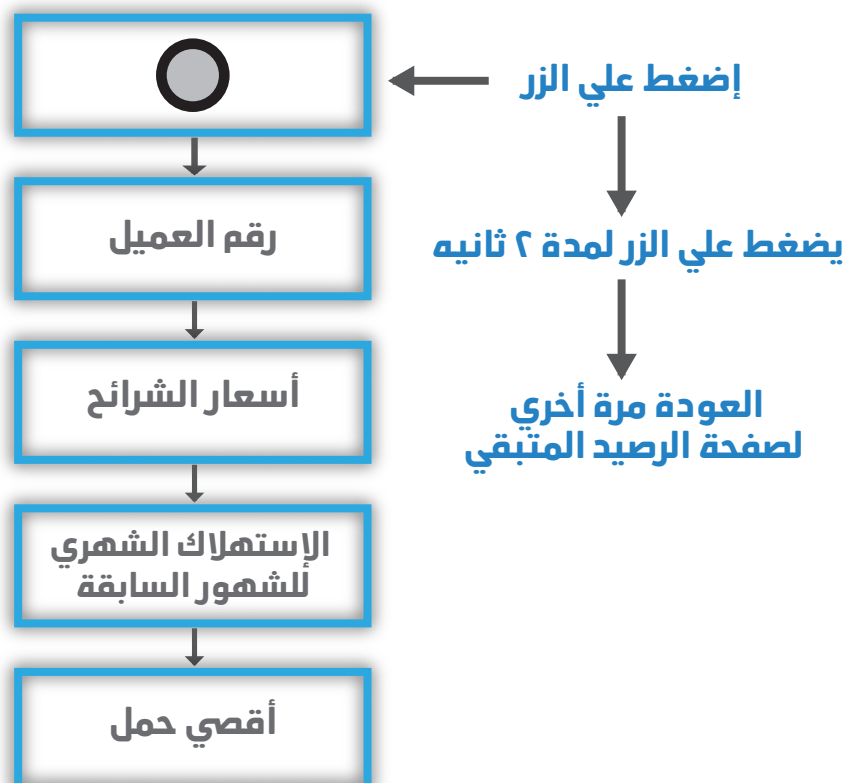 إضغط علي الزر
رقم العميل
يضغط علي الزر لمدة ٢ ثانيه
أسعار الشرائح
العودة مرة أخري
لصفحة الرصيد المتبقي
الإستهلاك الشهري
للشهور السابقة
أقصي حمل